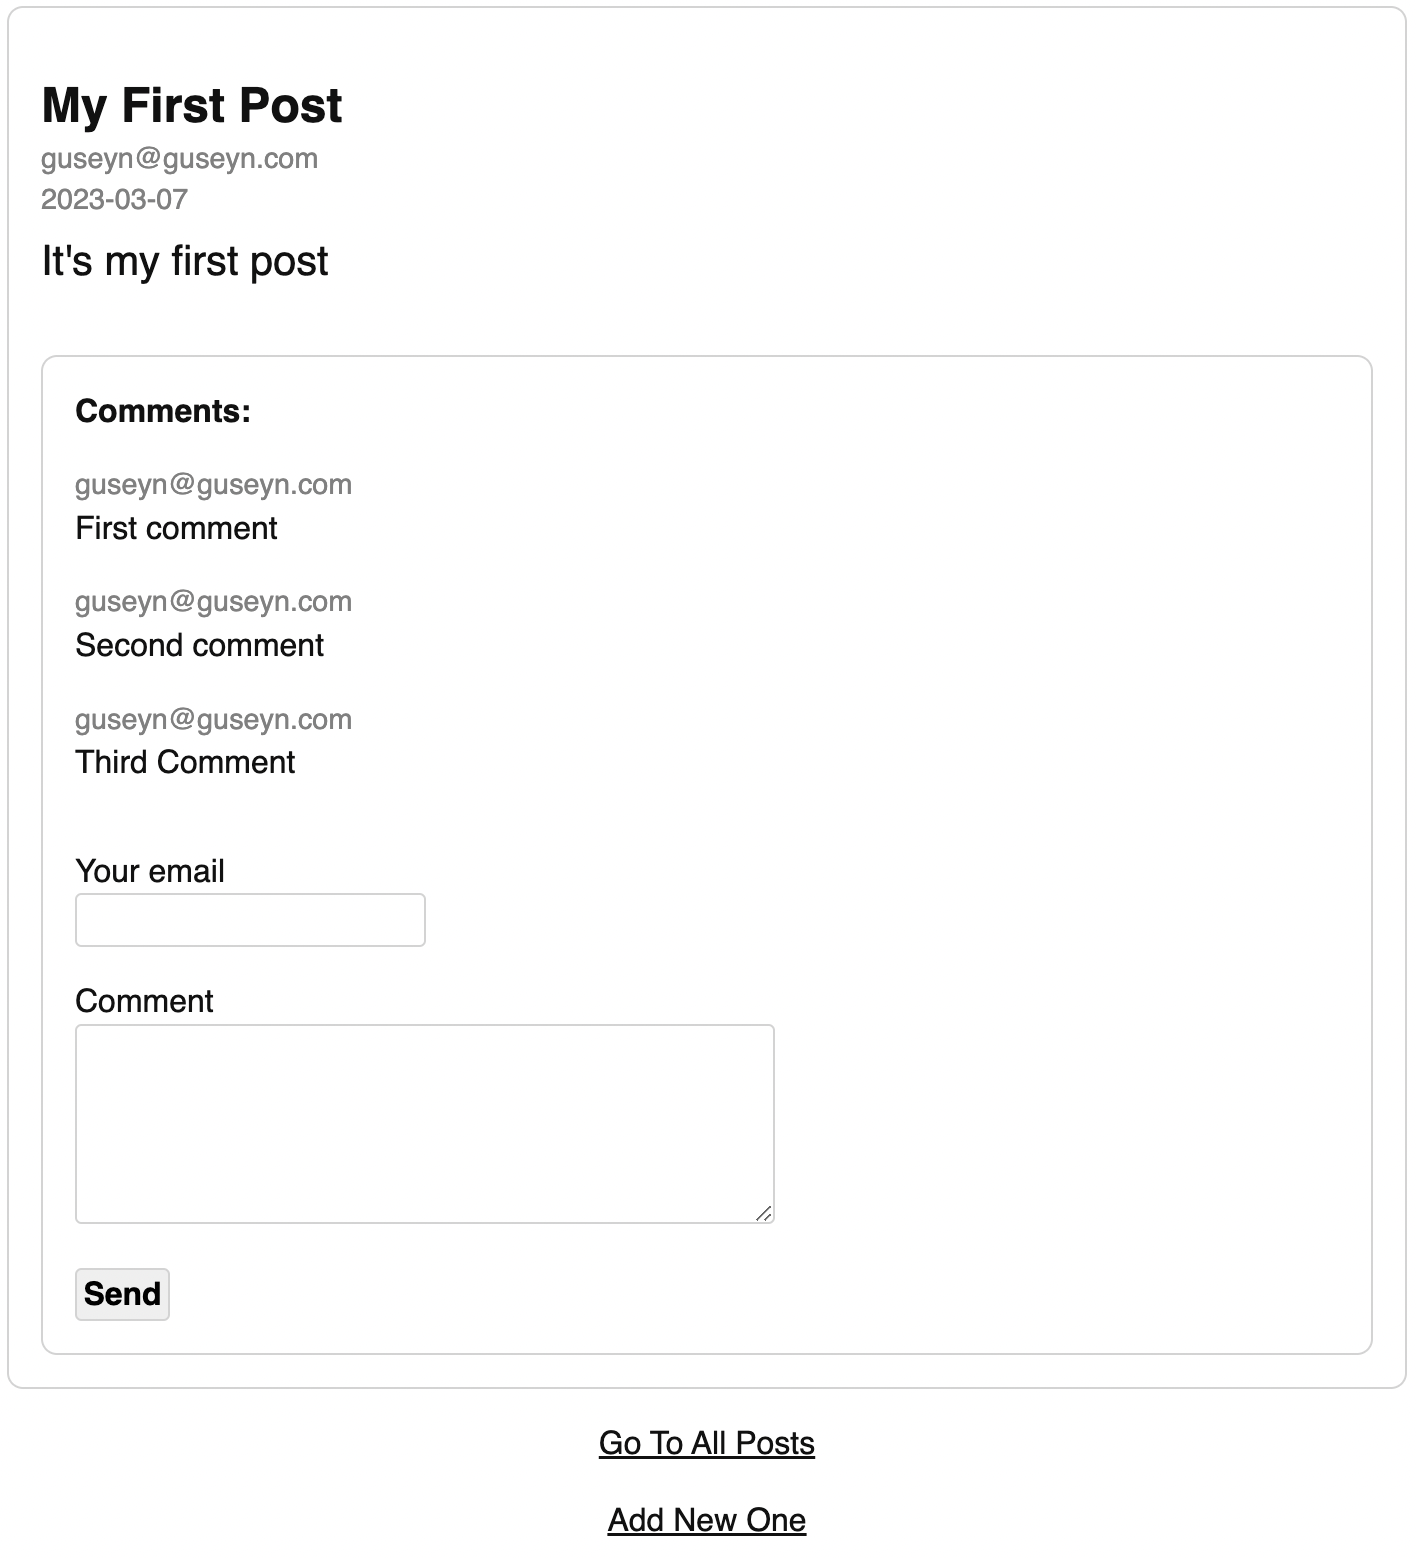 My First Post
guseyn@guseyn.com
2023-03-07
It's my first post
Comments:
guseyn@guseyn.com
First comment
guseyn@guseyn.com
Second comment
guseyn@guseyn.com
Third Comment
Your email
Comment
Send
Go To All Posts
Add New One